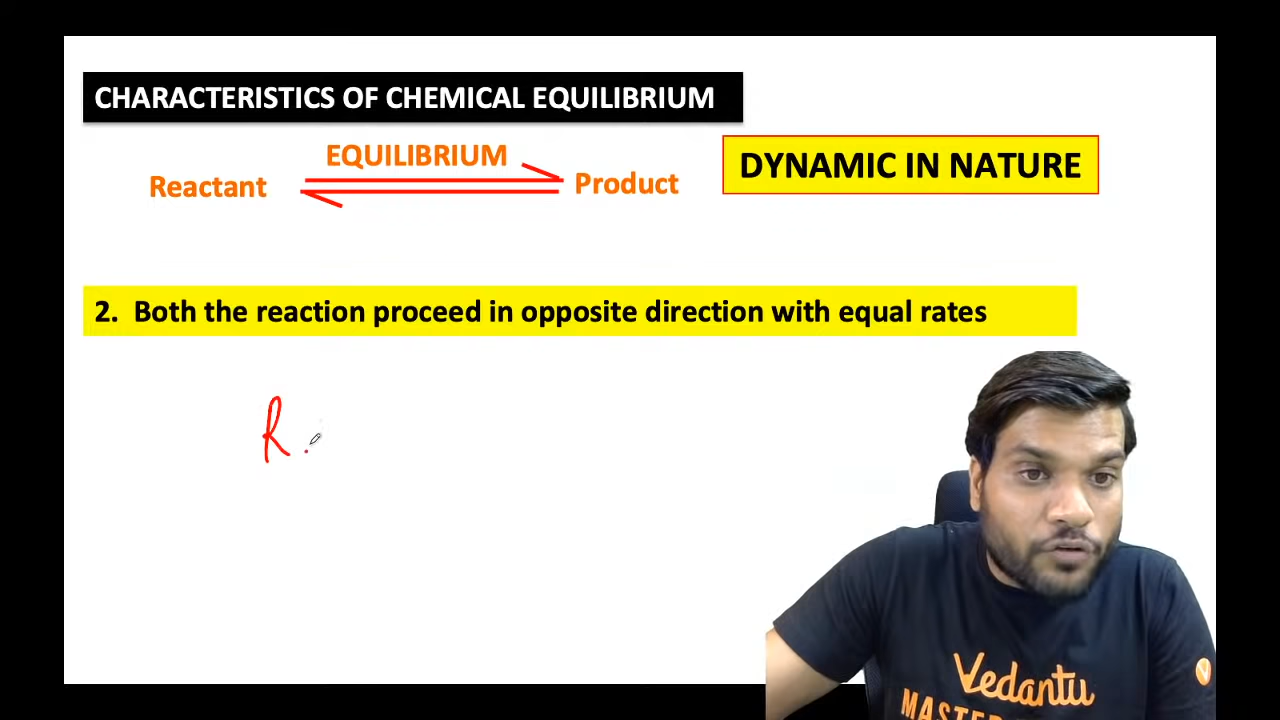 CHARACTERISTICS OF CHEMICAL EQUILIBRIUM
EQUILIBRIUM
Reactant
Product
DYNAMIC IN NATURE
2. Both the reaction proceed in opposite direction with equal rates
R
Vedantu
V